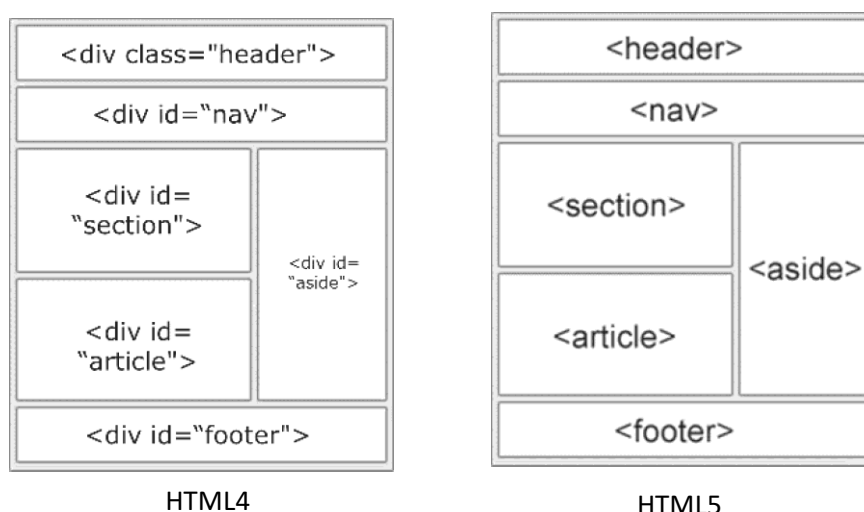 <div class="header">
<div id=“nav">
<div id=
“section">
<div id=
“aside">
<div id=
“article">
<div id=“footer">
HTML4
<header>
<nav>
<section>
<aside>
<article>
<footer>
HTML5